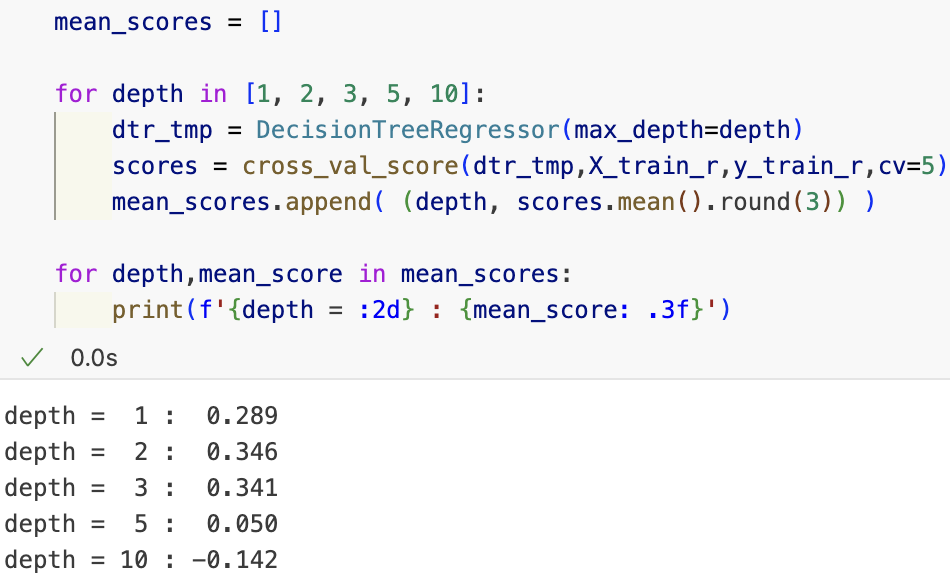 mean_scores = []
for depth in [1, 2, 3, 5, 10]:
    dtr_tmp = DecisionTreeRegressor(max_depth=depth)
    scores = cross_val_score(dtr_tmp,X_train_r,y_train_r,cv=5)
    mean_scores.append( (depth, scores.mean().round(3)) )
for depth,mean_score in mean_scores:
    print(f'{depth = :2d} : {mean_score: .3f}')
✓ 0.0s
depth =  1 :  0.289
depth =  2 :  0.346
depth =  3 :  0.341
depth =  5 :  0.050
depth = 10 : -0.142